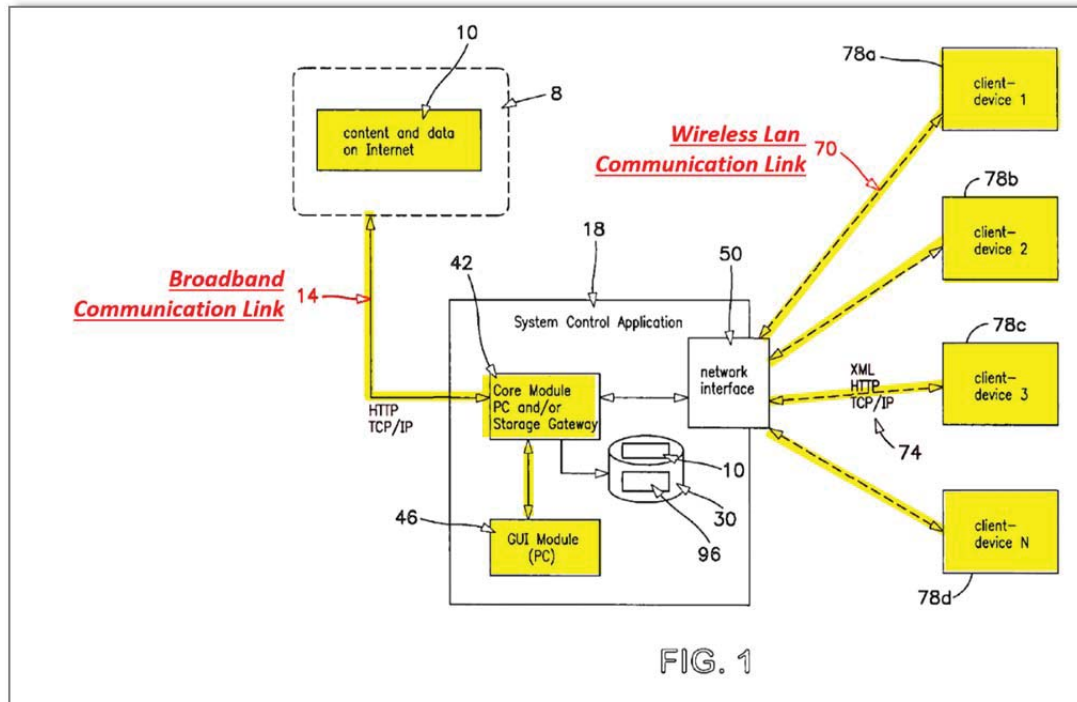 10
8
content and data
on Internet
Broadband
Communication Link 14
HTTP
TCP/IP
18
System Control Application
42
Core Module
PC and/or
Storage Gateway
46
GUI Module
(PC)
10
30
96
50
network
interface
Wireless Lan
Communication Link
70
XML
HTTP
TCP/IP
74
78a
client-
device 1
78b
client-
device 2
78c
client-
device 3
client-
device N
78d
FIG. 1